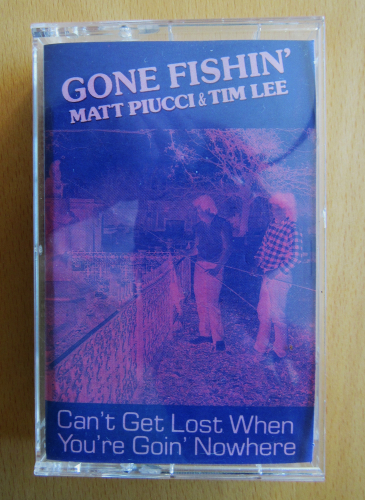 GONE FISHIN'
MATT PIUCCI & TIM LEE
Can't Get Lost When
You're Goin' Nowhere